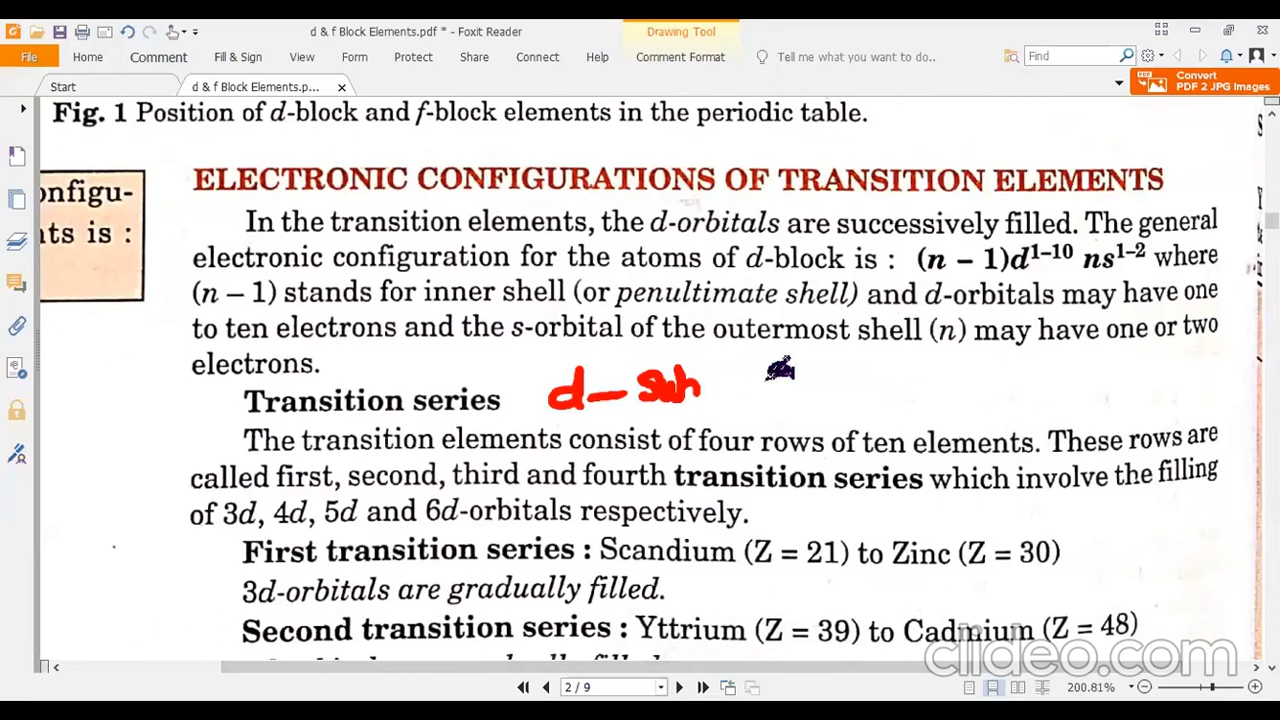 d & f Block Elements.pdf * - Foxit Reader
Drawing Tool
File Home Comment Fill & Sign View Form Protect Share Connect Help Comment Format Tell me what you want to do.. Find
Start d & f Block Elements.p... Convert
PDF 2 JPG Images
Fig. 1 Position of d-block and f-block elements in the periodic table.
onfigu-
nts is :
ELECTRONIC CONFIGURATIONS OF TRANSITION ELEMENTS
In the transition elements, the d-orbitals are successively filled. The general
electronic configuration for the atoms of d-block is : (n – 1)d¹⁻¹⁰ ns¹⁻² where
(n – 1) stands for inner shell (or penultimate shell) and d-orbitals may have one
to ten electrons and the s-orbital of the outermost shell (n) may have one or two
electrons.
Transition series d – Suh
The transition elements consist of four rows of ten elements. These rows are
called first, second, third and fourth transition series which involve the filling
of 3d, 4d, 5d and 6d-orbitals respectively.
First transition series : Scandium (Z = 21) to Zinc (Z = 30)
3d-orbitals are gradually filled.
Second transition series : Yttrium (Z = 39) to Cadmium (Z = 48)
clideo.com
2 / 9 200.81%